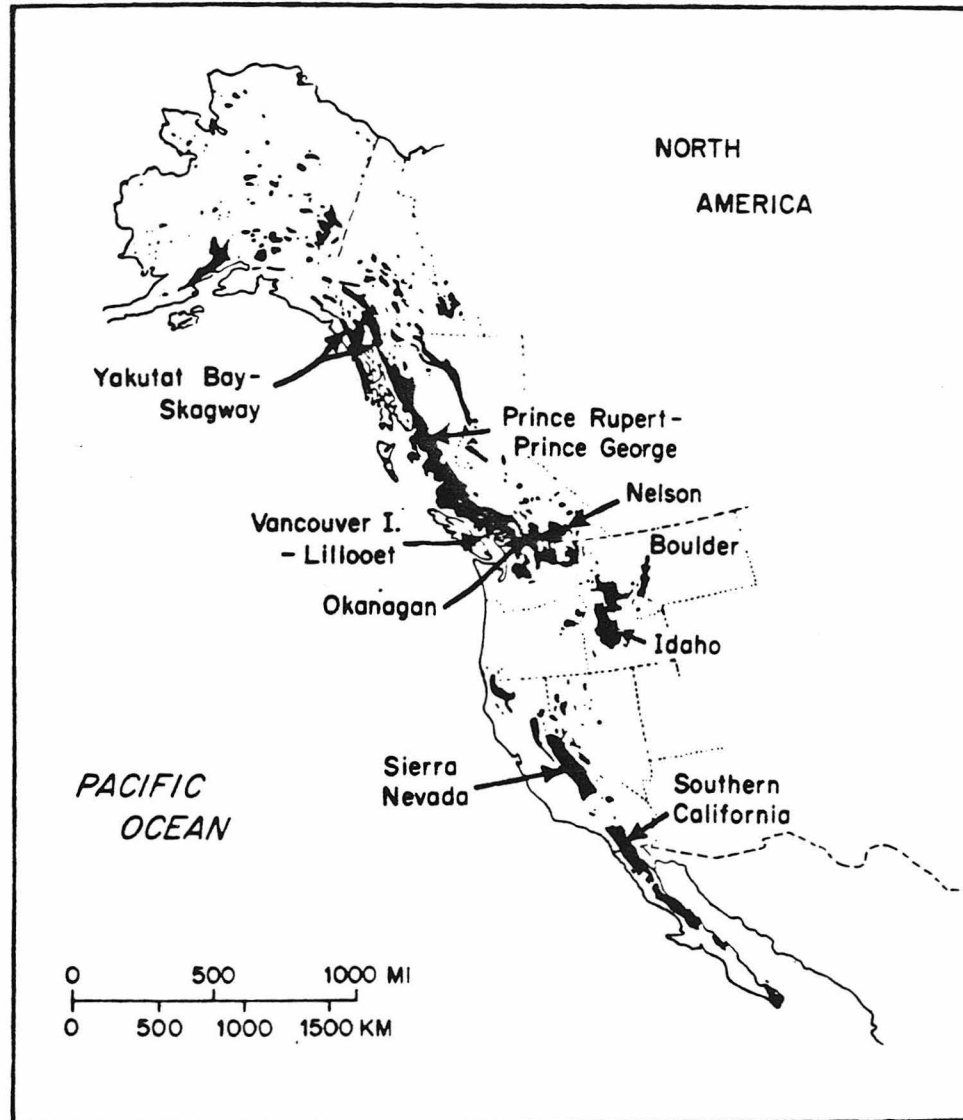 NORTH
AMERICA
Yakutat Bay-
Skagway
Prince Rupert-
Prince George
Nelson
Vancouver I.
- Lillooet
Boulder
Okanagan
Idaho
Sierra
Nevada
Southern
California
PACIFIC
OCEAN
0 500 1000 MI
0 500 1000 1500 KM